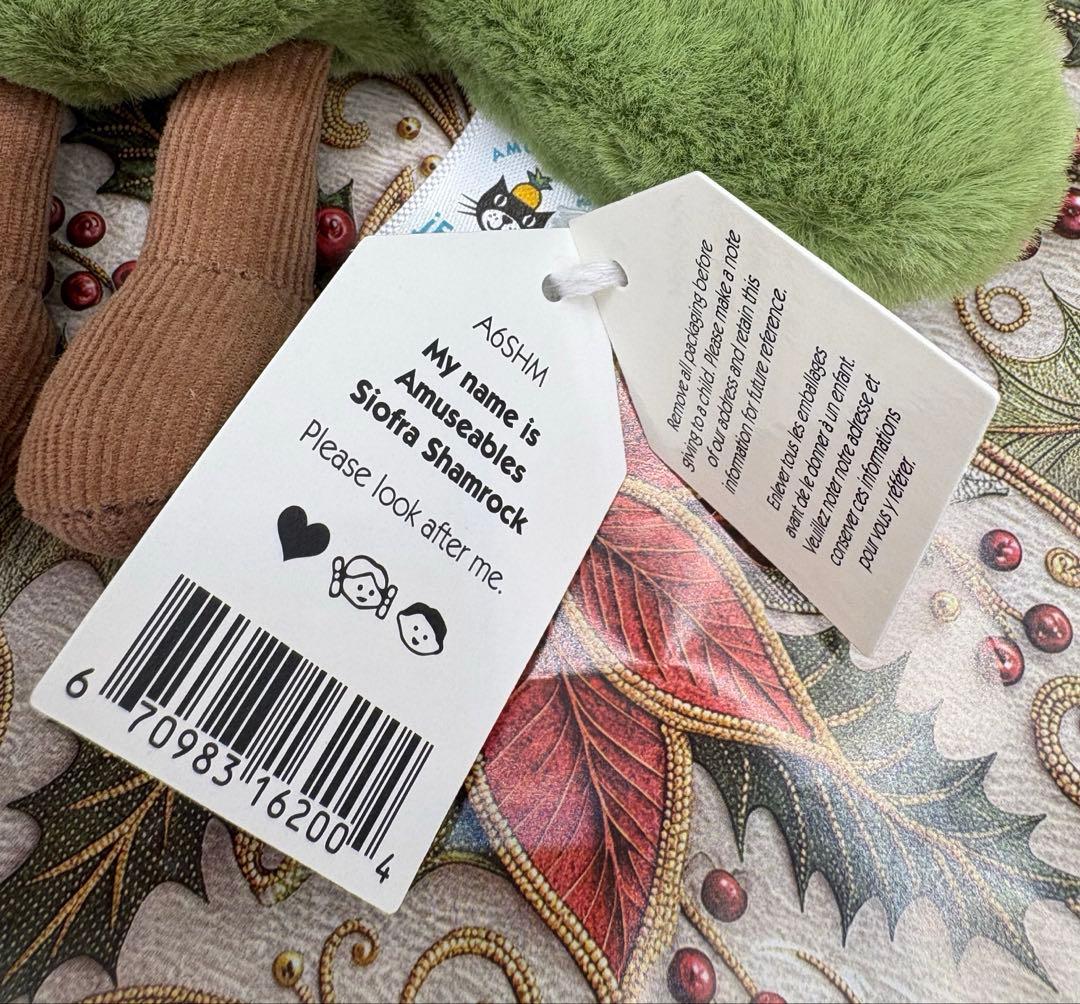 A6SHM
My name is
Amuseables
Siofra Shamrock
Please look after me.
6 70983 16200 4
Remove all packaging before
giving to a child. Please make a note
of our address and retain this
information for future reference.
Enlever tous les emballages
avant de le donner à un enfant.
Veuillez noter notre adresse et
conserver ces informations
pour vous y référer.